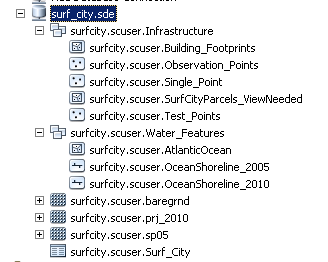 surf_city.sde
surfcity.scuser.Infrastructure
surfcity.scuser.Building_Footprints
surfcity.scuser.Observation_Points
surfcity.scuser.Single_Point
surfcity.scuser.SurfCityParcels_ViewNeeded
surfcity.scuser.Test_Points
surfcity.scuser.Water_Features
surfcity.scuser.AtlanticOcean
surfcity.scuser.OceanShoreline_2005
surfcity.scuser.OceanShoreline_2010
surfcity.scuser.baregrnd
surfcity.scuser.prj_2010
surfcity.scuser.sp05
surfcity.scuser.Surf_City